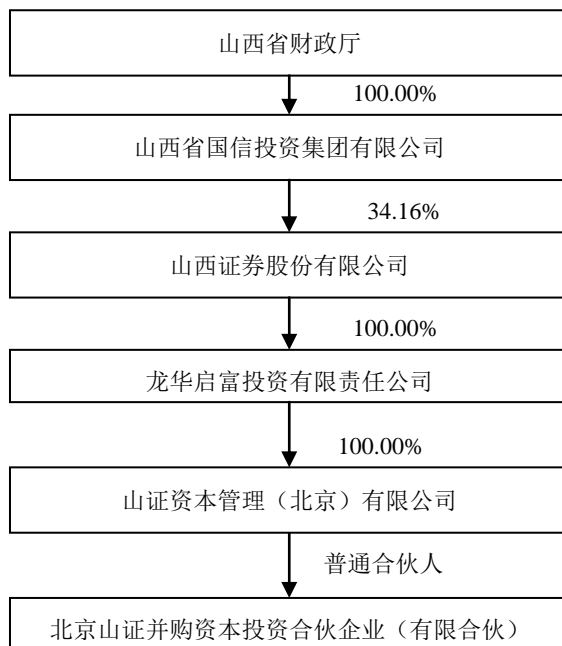 山西省财政厅
100.00%
山西省国信投资集团有限公司
34.16%
山西证券股份有限公司
100.00%
龙华启富投资有限责任公司
100.00%
山证资本管理（北京）有限公司
普通合伙人
北京山证并购资本投资合伙企业（有限合伙）